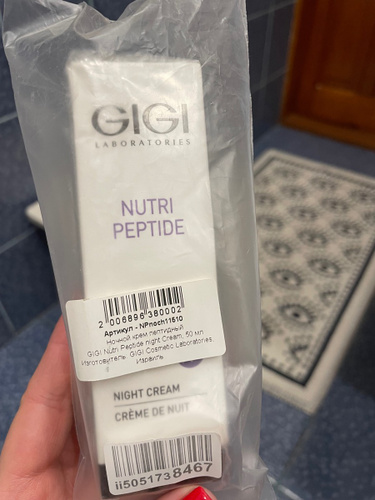 GIGI
LABORATORIES
NUTRI
PEPTIDE
2 006896 380002
Артикул - NPnoch11510
Ночной крем пептидный
GIGI Nutri Peptide night Cream, 50 мл
Изготовитель: GIGI Cosmetic Laboratories,
Израиль
NIGHT CREAM
CRÈME DE NUIT
ii5051738467